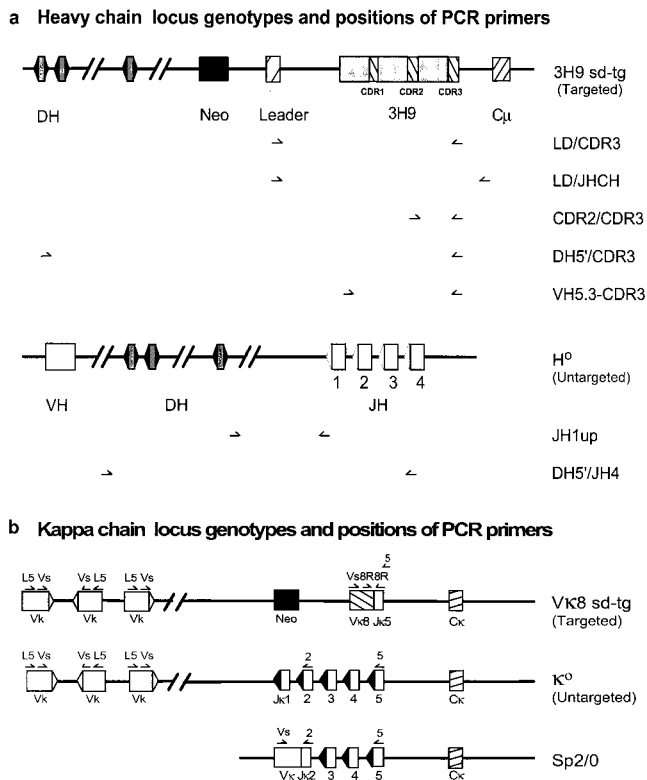 a Heavy chain locus genotypes and positions of PCR primers
3H9 sd-tg
(Targeted)
CDR1 CDR2 CDR3
DH Neo Leader 3H9 Cμ
LD/CDR3
LD/JHCH
CDR2/CDR3
DH5'/CDR3
VH5.3-CDR3
H⁰
(Untargeted)
1 2 3 4
VH DH JH
JH1up
DH5'/JH4
b Kappa chain locus genotypes and positions of PCR primers
5
L5 Vs Vs L5 L5 Vs Vs8R8R
Vκ8 sd-tg
(Targeted)
Vk Vk Vk Neo Vκ8 Jκ5 Cκ
L5 Vs Vs L5 L5 Vs 2 5
κ⁰
(Untargeted)
Vk Vk Vk Jκ1 2 3 4 5 Cκ
Vs 2 5
Sp2/0
Vκ Jκ2 3 4 5 Cκ